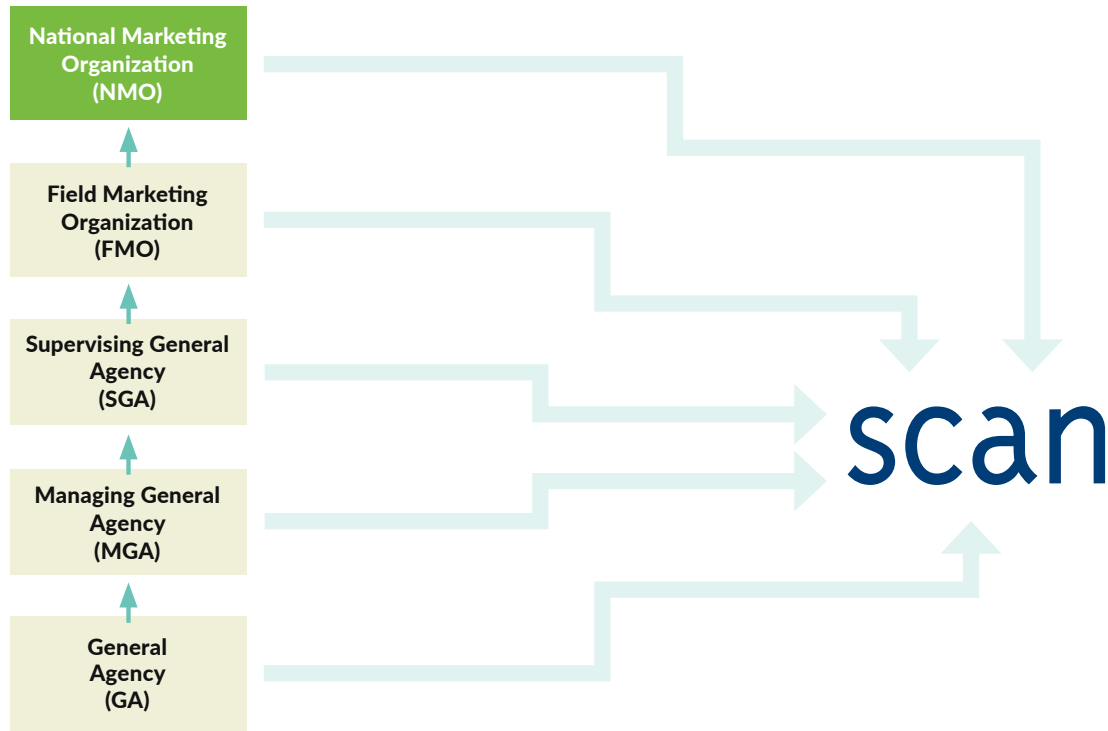 National Marketing
Organization
(NMO)
Field Marketing
Organization
(FMO)
Supervising General
Agency
(SGA)
Managing General
Agency
(MGA)
General
Agency
(GA)
scan